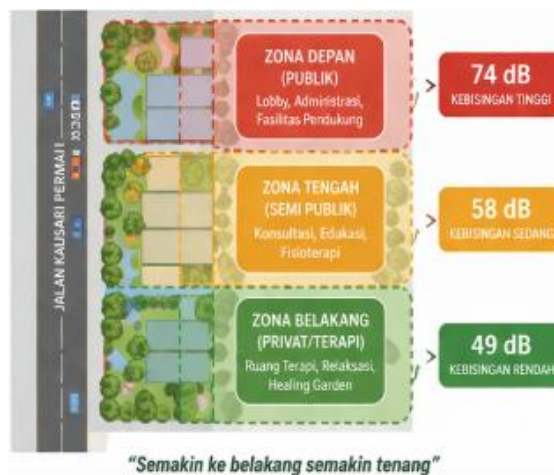 JALAN KALISARI PERMAI
ZONA DEPAN
(PUBLIK)
Lobby, Administrasi,
Fasilitas Pendukung
74 dB
KEBISINGAN TINGGI
ZONA TENGAH
(SEMI PUBLIK)
Konsultasi, Edukasi,
Fisioterapi
58 dB
KEBISINGAN SEDANG
ZONA BELAKANG
(PRIVAT/TERAPI)
Ruang Terapi, Relaksasi,
Healing Garden
49 dB
KEBISINGAN RENDAH
"Semakin ke belakang semakin tenang"